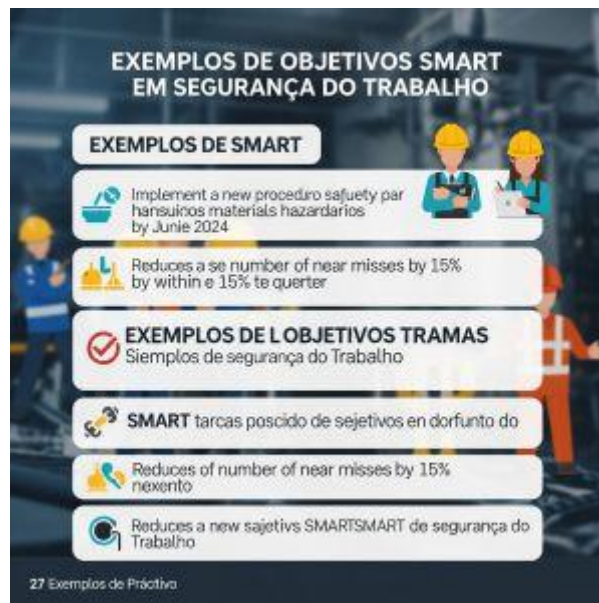 EXEMPLOS DE OBJETIVOS SMART
EM SEGURANÇA DO TRABALHO
EXEMPLOS DE SMART
Implement a new proceduro safuety par
hansuinos materials hazardarios
by Junie 2024
Reduces a se number of near misses by 15%
by within e 15% te querter
EXEMPLOS DE LOBJETIVOS TRAMAS
Siemplos de segurança do Trabalho
SMART tarcas poscido de sejetivos en dorfunto do
Reduces of number of near misses by 15%
nexento
Reduces a new sajetivs SMARTSMART de segurança do
Trabalho
27 Exemplos de Práctivo